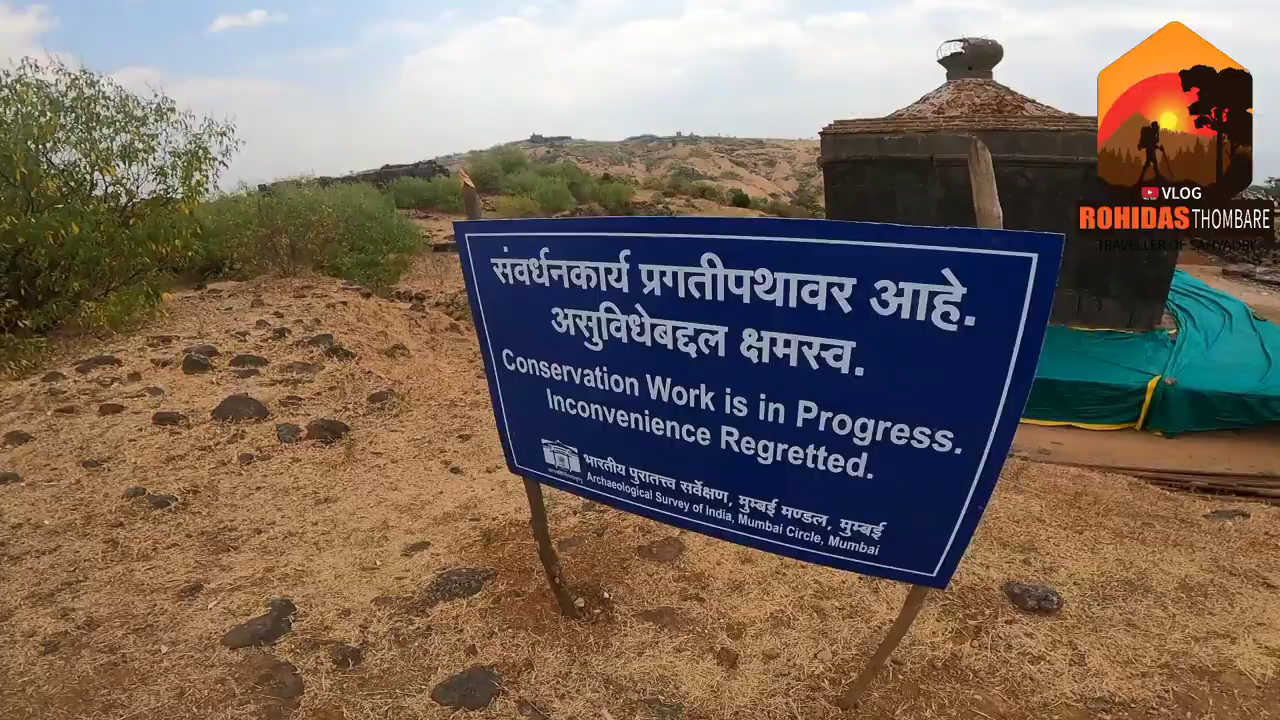 संवर्धनकार्य प्रगतीपथावर आहे.
असुविधेबद्दल क्षमस्व.
Conservation Work is in Progress.
Inconvenience Regretted.
भारतीय पुरातत्त्व सर्वेक्षण, मुम्बई मण्डल, मुम्बई
Archaeological Survey of India, Mumbai Circle, Mumbai
VLOG
ROHIDAS THOMBARE
TRAVELLER OF SAHYADRI